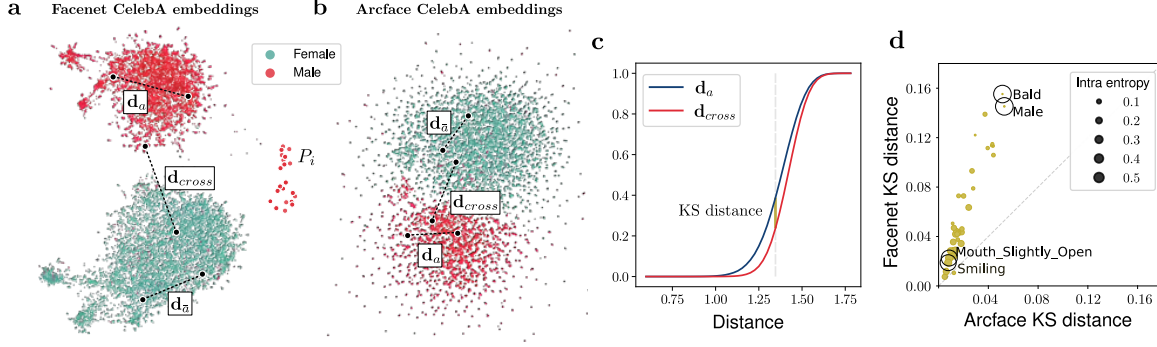 a
Facenet CelebA embeddings
Female
Male
d_a
d_cross
P_i
d_ā
b
Arcface CelebA embeddings
d_ā
d_cross
d_a
c
d_a
d_cross
KS distance
1.0
0.8
0.6
0.4
0.2
0.0
0.75
1.00
1.25
1.50
1.75
Distance
d
Facenet KS distance
0.16
0.12
0.08
0.04
0.00
Bald
Male
Intra entropy
0.1
0.2
0.3
0.4
0.5
Mouth_Slightly_Open
Smiling
0.04
0.08
0.12
0.16
Arcface KS distance